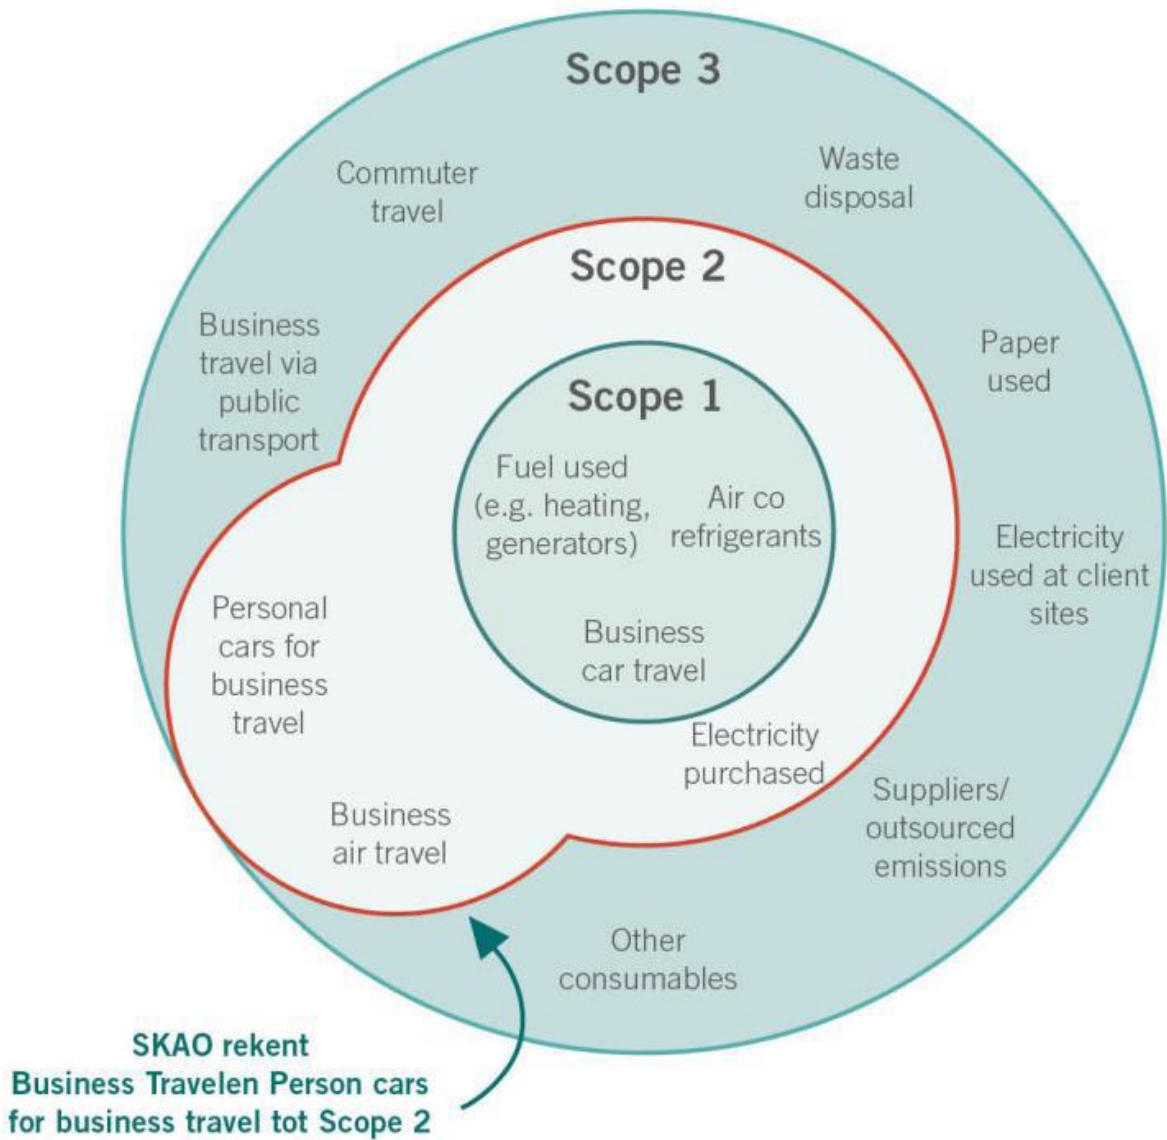 Scope 3
Commuter
travel
Waste
disposal
Scope 2
Business
travel via
public
transport
Paper
used
Scope 1
Fuel used
(e.g. heating,
generators)
Air co
refrigerants
Electricity
used at client
sites
Personal
cars for
business
travel
Business
car travel
Electricity
purchased
Business
air travel
Suppliers/
outsourced
emissions
Other
consumables
SKAO rekent
Business Travelen Person cars
for business travel tot Scope 2